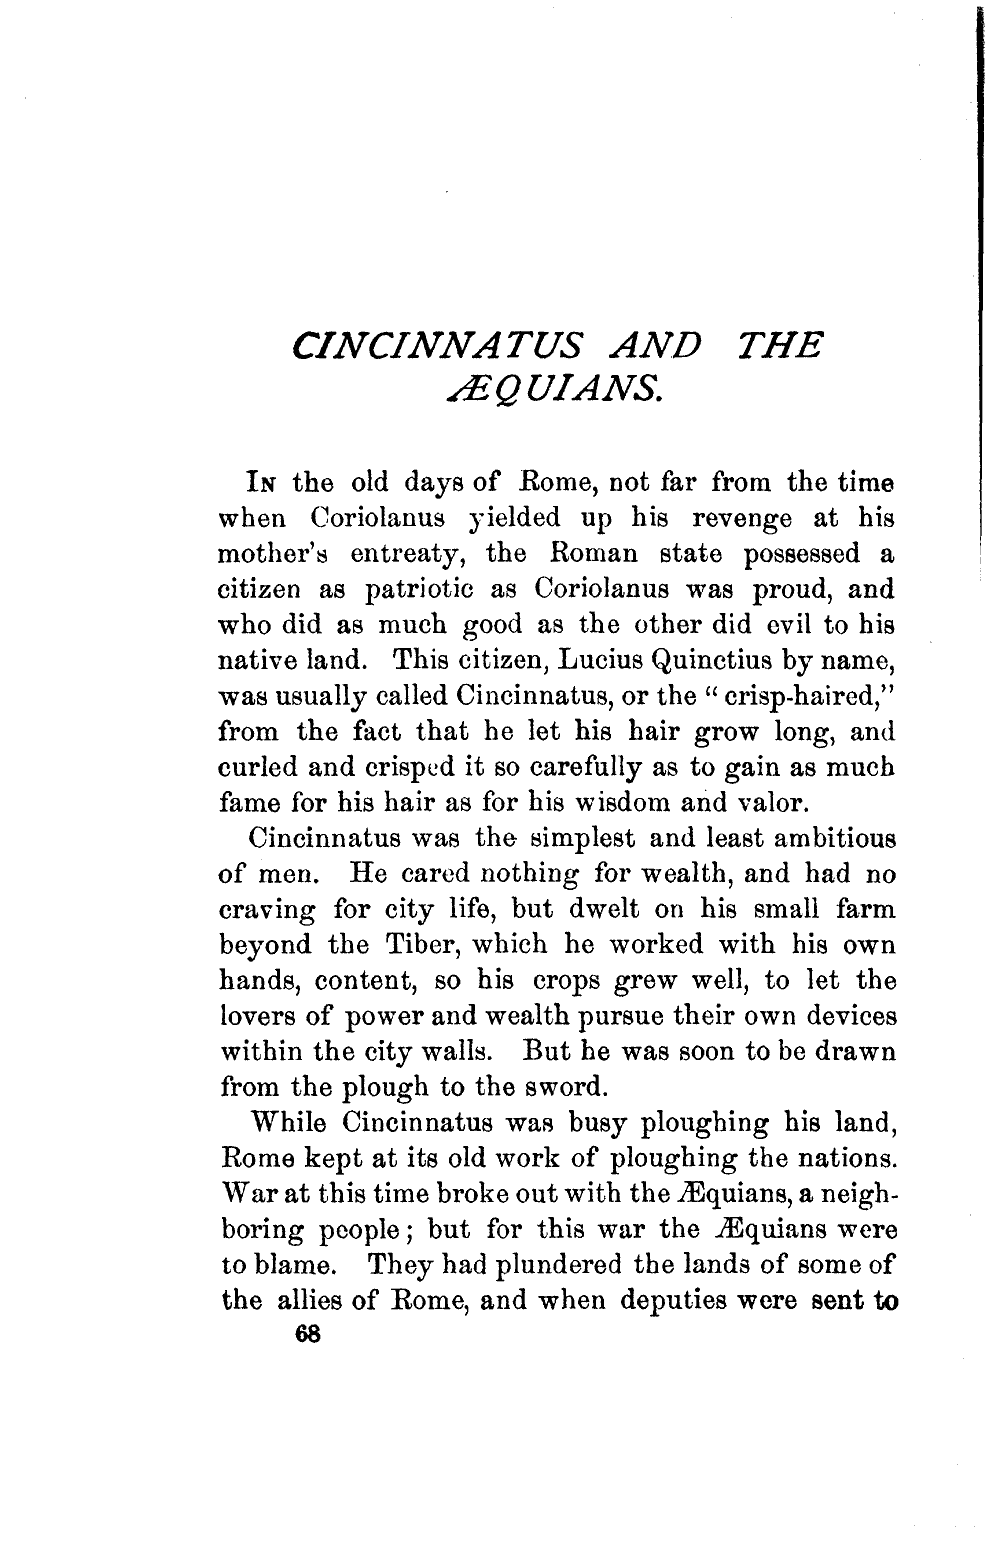 CINCINNATUS AND THE
ÆQUIANS.
IN the old days of Rome, not far from the time
when Coriolanus yielded up his revenge at his
mother's entreaty, the Roman state possessed a
citizen as patriotic as Coriolanus was proud, and
who did as much good as the other did evil to his
native land. This citizen, Lucius Quinctius by name,
was usually called Cincinnatus, or the “crisp-haired,”
from the fact that he let his hair grow long, and
curled and crisped it so carefully as to gain as much
fame for his hair as for his wisdom and valor.
Cincinnatus was the simplest and least ambitious
of men. He cared nothing for wealth, and had no
craving for city life, but dwelt on his small farm
beyond the Tiber, which he worked with his own
hands, content, so his crops grew well, to let the
lovers of power and wealth pursue their own devices
within the city walls. But he was soon to be drawn
from the plough to the sword.
While Cincinnatus was busy ploughing his land,
Rome kept at its old work of ploughing the nations.
War at this time broke out with the Æquians, a neigh-
boring people; but for this war the Æquians were
to blame. They had plundered the lands of some of
the allies of Rome, and when deputies were sent to
68